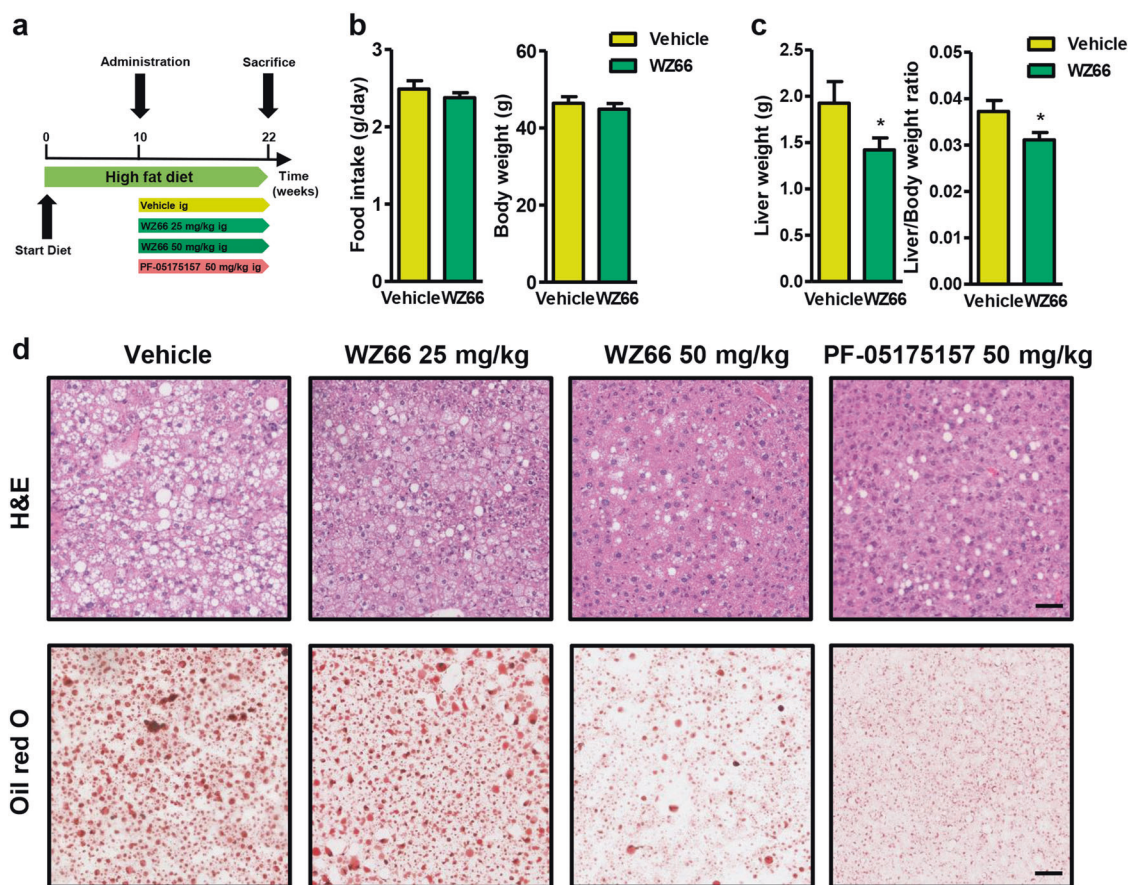 a
Administration
Sacrifice
0
10
22
High fat diet
Time
(weeks)
Vehicle ig
WZ66 25 mg/kg ig
WZ66 50 mg/kg ig
PF-05175157 50 mg/kg ig
Start Diet
b
Vehicle
WZ66
Food intake (g/day)
3
2
1
0
Vehicle WZ66
Body weight (g)
60
40
20
0
Vehicle WZ66
c
Vehicle
WZ66
Liver weight (g)
2.5
2.0
1.5
1.0
0.5
0.0
*
Vehicle WZ66
Liver/Body weight ratio
0.05
0.04
0.03
0.02
0.01
0.00
*
Vehicle WZ66
d
Vehicle
WZ66 25 mg/kg
WZ66 50 mg/kg
PF-05175157 50 mg/kg
H&E
Oil red O